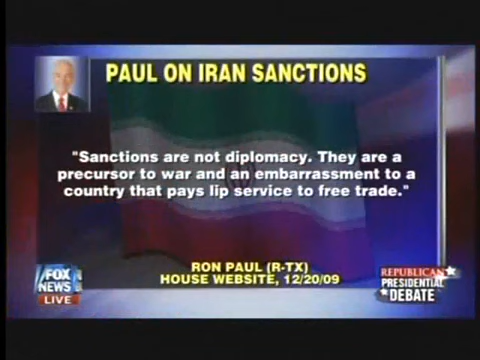 PAUL ON IRAN SANCTIONS
"Sanctions are not diplomacy. They are a
precursor to war and an embarrassment to a
country that pays lip service to free trade."
RON PAUL (R-TX)
HOUSE WEBSITE, 12/20/09
FOX
NEWS
LIVE
REPUBLICAN
PRESIDENTIAL
DEBATE